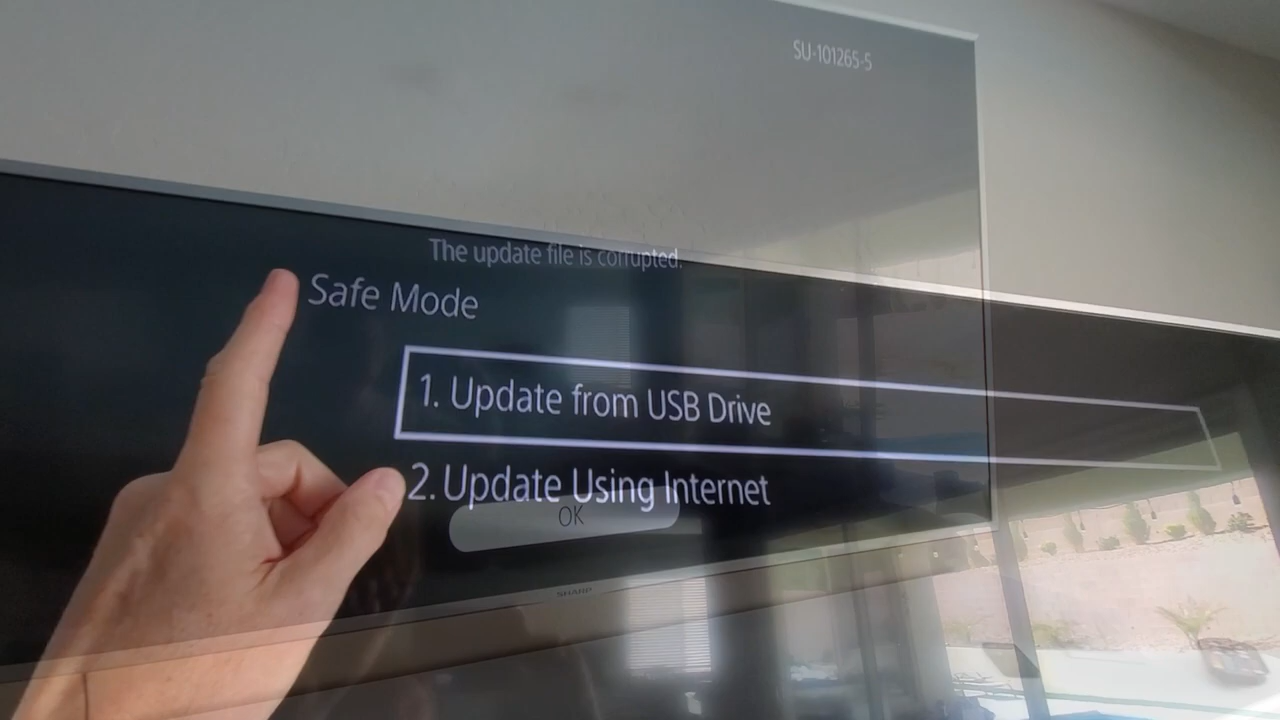 SU-101265-5
The update file is corrupted.
Safe Mode
1. Update from USB Drive
2. Update Using Internet
OK
SHARP